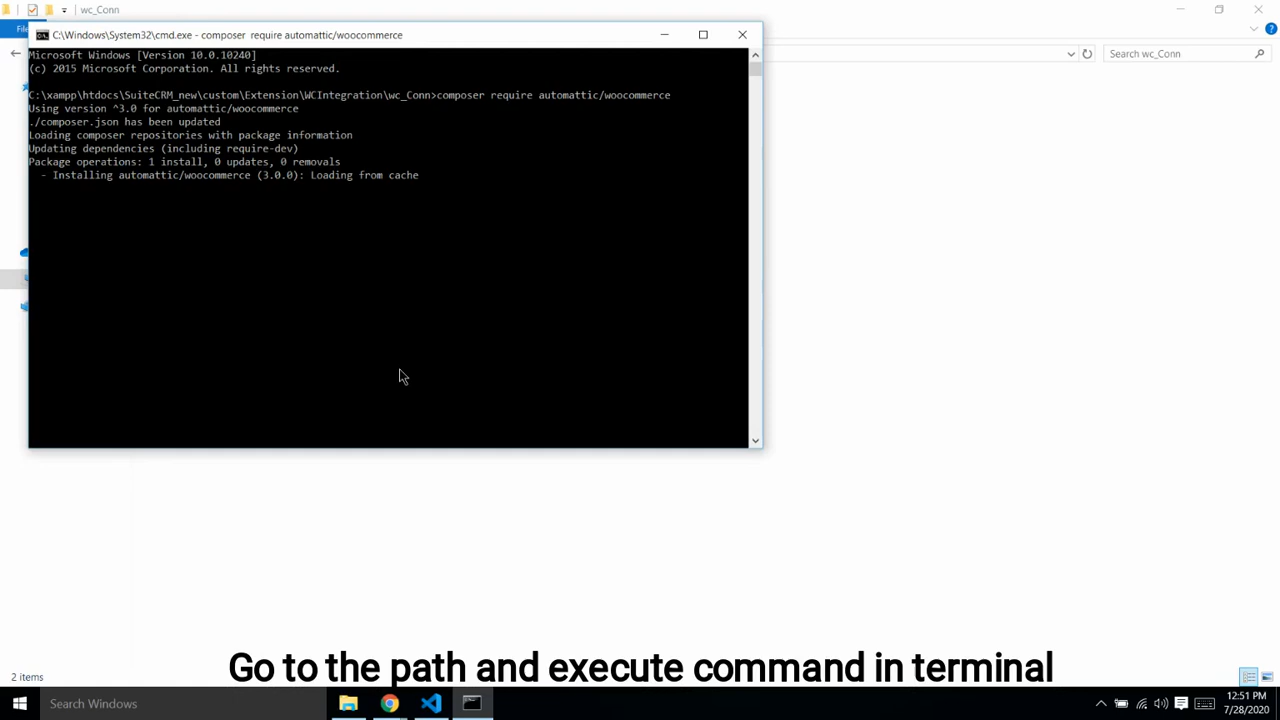 wc_Conn
File
C:\Windows\System32\cmd.exe - composer  require automattic/woocommerce
Search wc_Conn
Microsoft Windows [Version 10.0.10240]
(c) 2015 Microsoft Corporation. All rights reserved.
C:\xampp\htdocs\SuiteCRM_new\custom\Extension\WCIntegration\wc_Conn>composer require automattic/woocommerce
Using version ^3.0 for automattic/woocommerce
./composer.json has been updated
Loading composer repositories with package information
Updating dependencies (including require-dev)
Package operations: 1 install, 0 updates, 0 removals
  - Installing automattic/woocommerce (3.0.0): Loading from cache
Go to the path and execute command in terminal
2 items
Search Windows
12:51 PM
7/28/2020